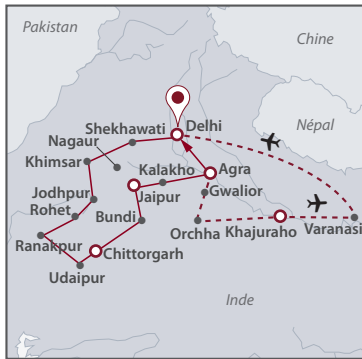 Pakistan
Chine
Népal
Delhi
Shekhawati
Nagaur
Khimsar
Kalakho
Agra
Gwalior
Jodhpur
Jaipur
Rohet
Bundi
Orchha
Khajuraho
Varanasi
Ranakpur
Chittorgarh
Udaipur
Inde